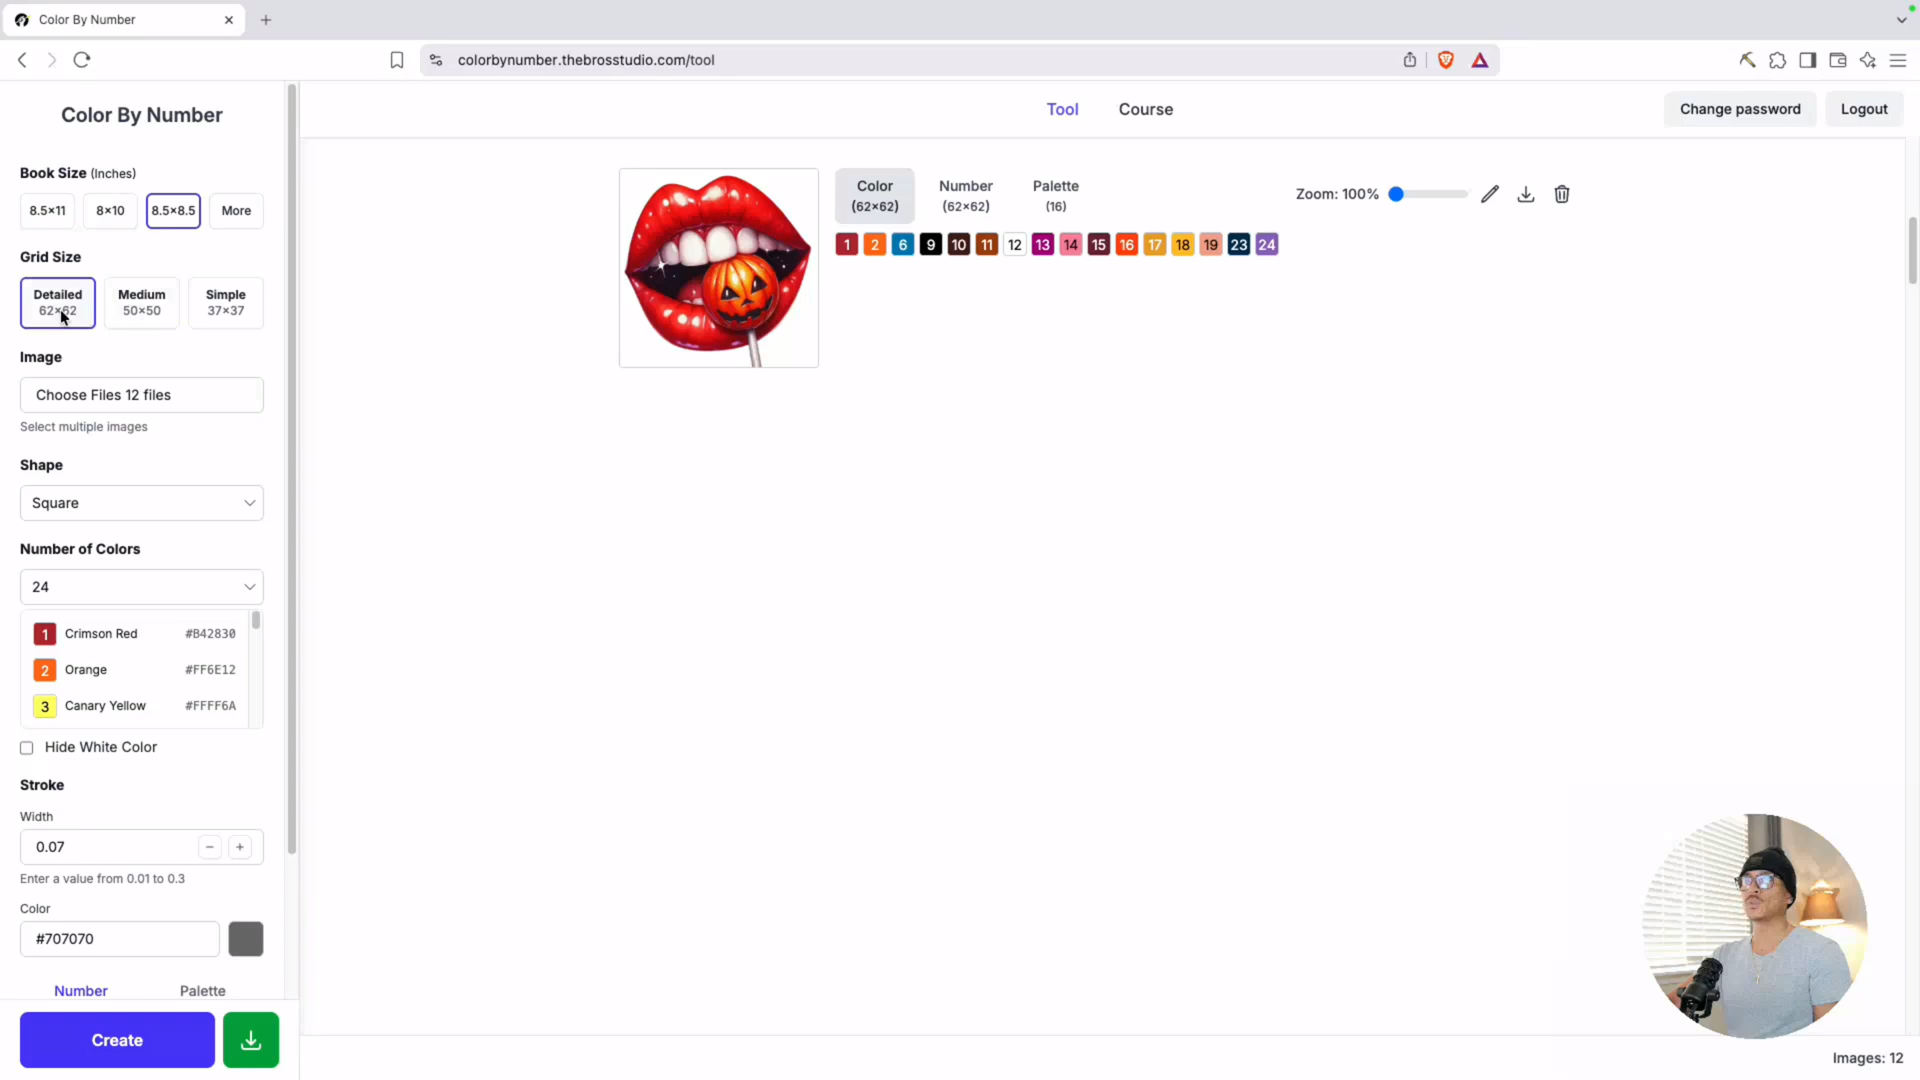 Color By Number
colorbynumber.thebrosstudio.com/tool
Color By Number
Tool
Course
Change password
Logout
Book Size (Inches)
8.5×11
8×10
8.5×8.5
More
Grid Size
Detailed
62×62
Medium
50×50
Simple
37×37
Image
Choose Files 12 files
Select multiple images
Shape
Square
Number of Colors
24
1 Crimson Red #B42830
2 Orange #FF6E12
3 Canary Yellow #FFFF6A
Hide White Color
Stroke
Width
0.07
Enter a value from 0.01 to 0.3
Color
#707070
Number
Palette
Create
Color
(62×62)
Number
(62×62)
Palette
(16)
Zoom: 100%
1 2 6 9 10 11 12 13 14 15 16 17 18 19 23 24
Images: 12